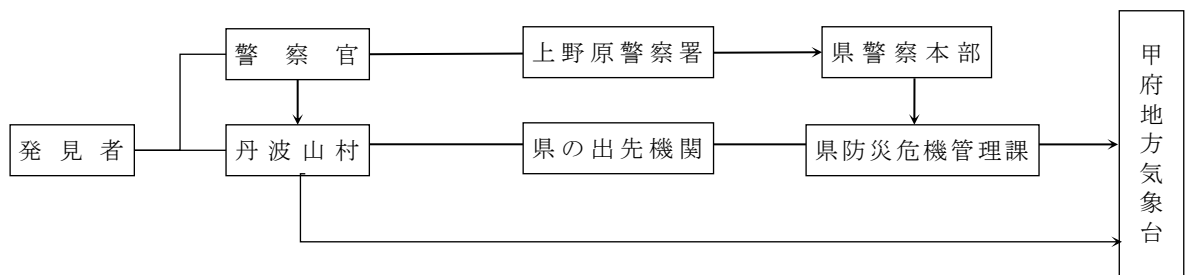 警察官
上野原警察署
県警察本部
発見者
丹波山村
県の出先機関
県防災危機管理課
甲府地方気象台